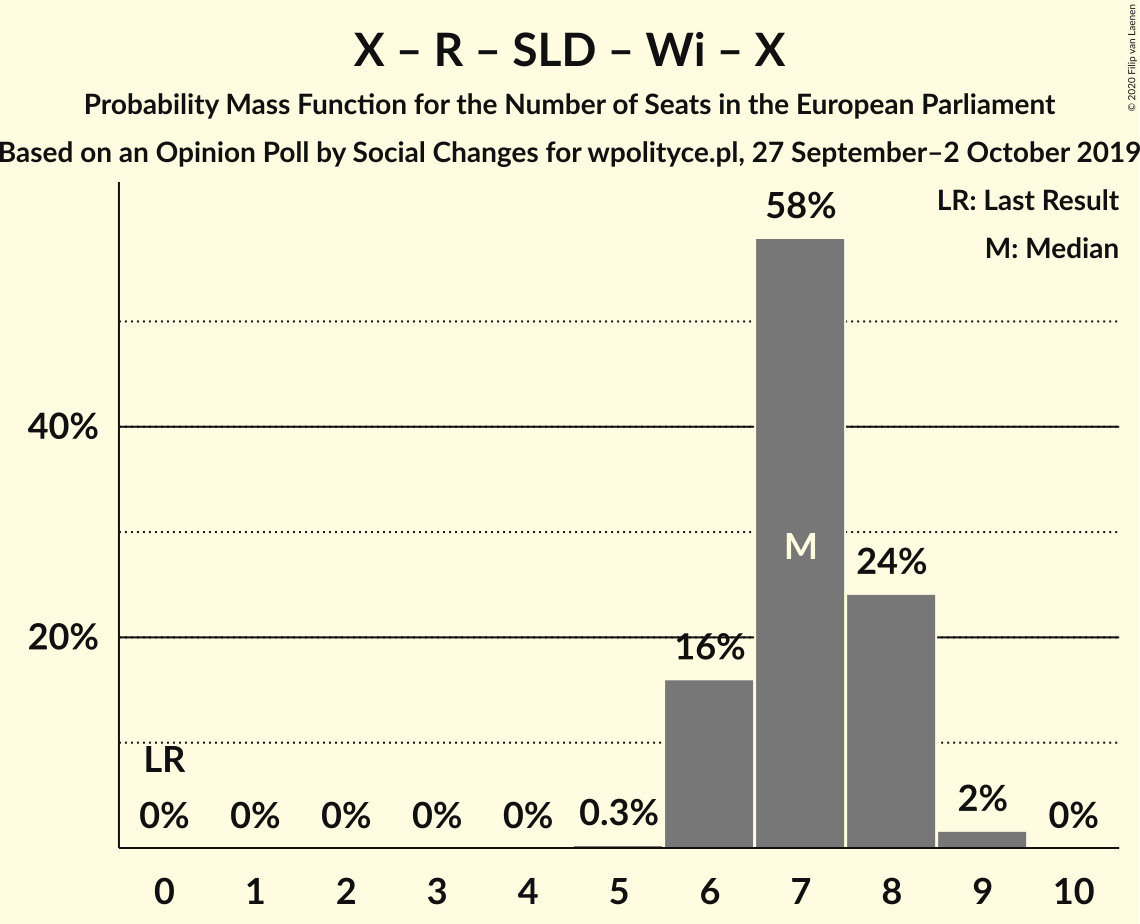 X – R – SLD – Wi – X
Probability Mass Function for the Number of Seats in the European Parliament
Based on an Opinion Poll by Social Changes for wpolityce.pl, 27 September–2 October 2019
© 2020 Filip van Laenen
LR: Last Result
M: Median
58%
40%
M
24%
20%
16%
LR
0% 0% 0% 0% 0% 0.3% 2% 0%
0 1 2 3 4 5 6 7 8 9 10